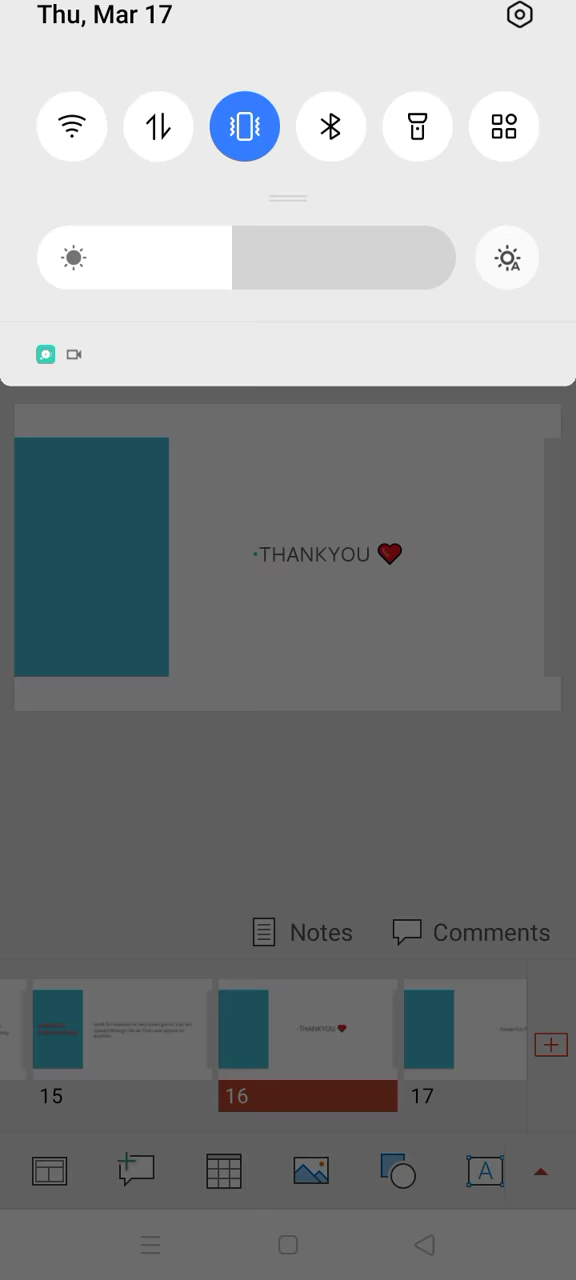 Thu, Mar 17
A
•THANKYOU ❤️
Notes
Comments
THANKYOU ❤️
15
16
17
A